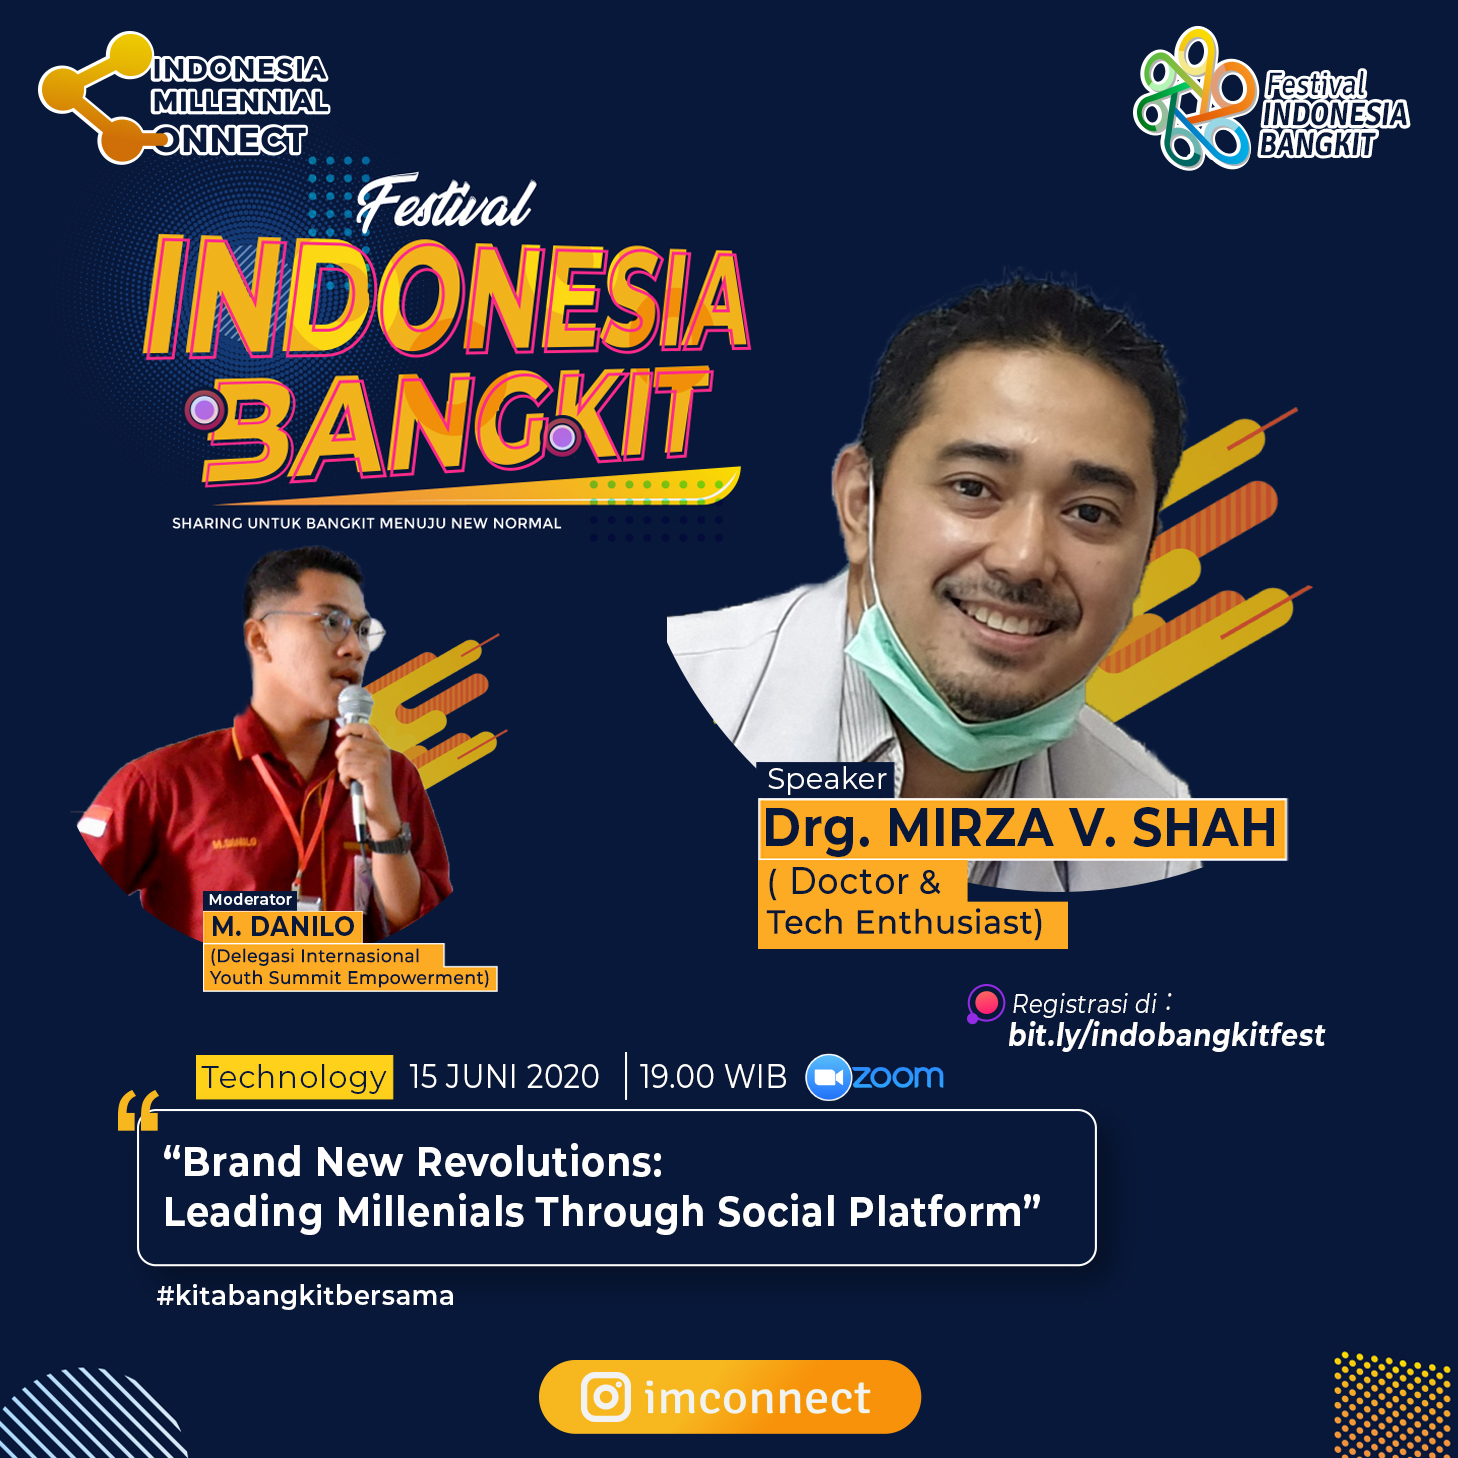 INDONESIA
MILLENNIAL
CONNECT
Festival
INDONESIA
BANGKIT
Festival
INDONESIA
BANGKIT
SHARING UNTUK BANGKIT MENUJU NEW NORMAL
M.DANILO
Speaker
Drg. MIRZA V. SHAH
( Doctor &
Tech Enthusiast)
Moderator
M. DANILO
(Delegasi Internasional
Youth Summit Empowerment)
Registrasi di :
bit.ly/indobangkitfest
Technology 15 JUNI 2020 | 19.00 WIB zoom
“Brand New Revolutions:
Leading Millenials Through Social Platform”
#kitabangkitbersama
imconnect